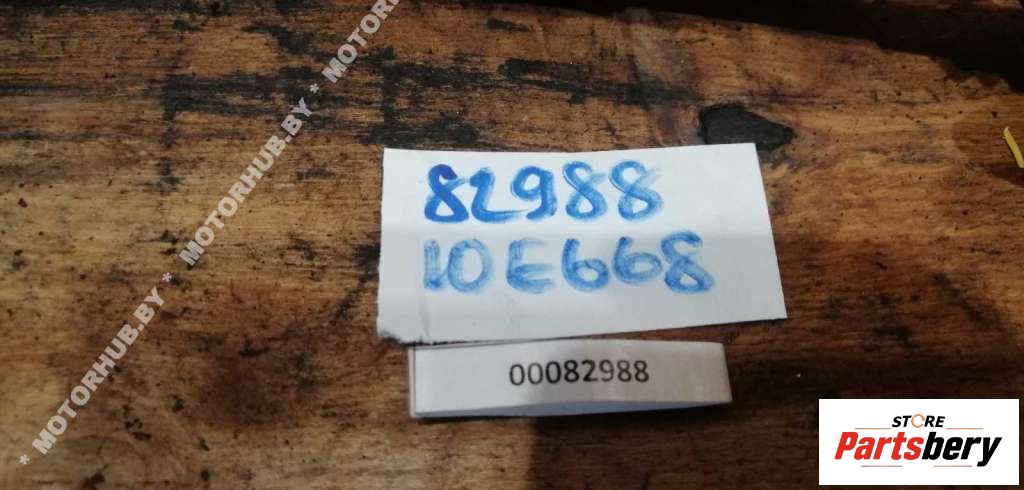 * MOTORHUB.BY * MOTORHUB.BY * MOTOR
82988
10E668
00082988
STORE
Partsbery